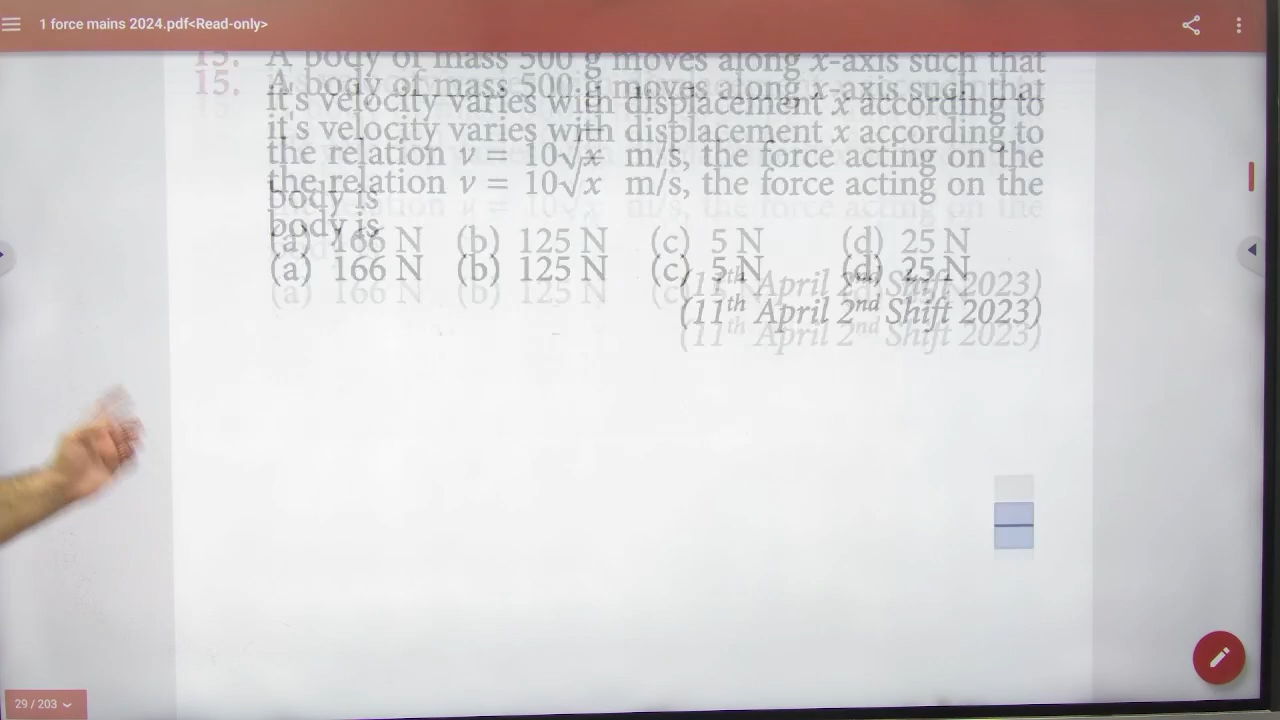 1 force mains 2024.pdf<Read-only>
15. A body of mass 500 g moves along x-axis such that
it's velocity varies with displacement x according to
the relation v = 10√x m/s, the force acting on the
body is
(a) 166 N (b) 125 N (c) 5 N (d) 25 N
(11th April 2nd Shift 2023)
29 / 203